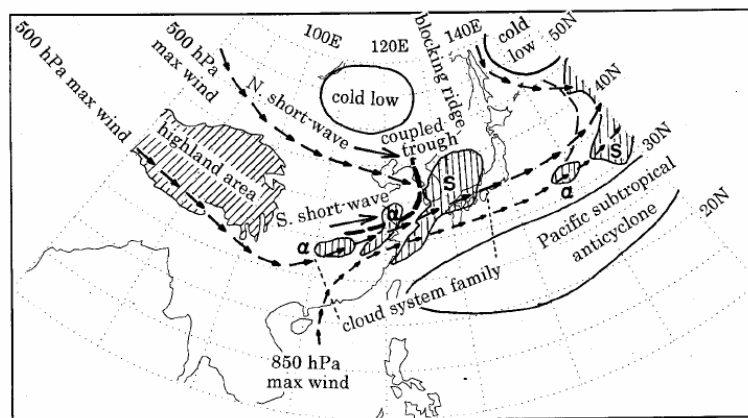 500 hPa
max wind
500 hPa
max wind
100E
120E
140E
50N
40N
30N
20N
N. short-wave
cold low
blocking ridge
cold
low
coupled
trough
highland area
S. short-wave
α
α
S
α
S
Pacific subtropical
anticyclone
cloud system family
850 hPa
max wind